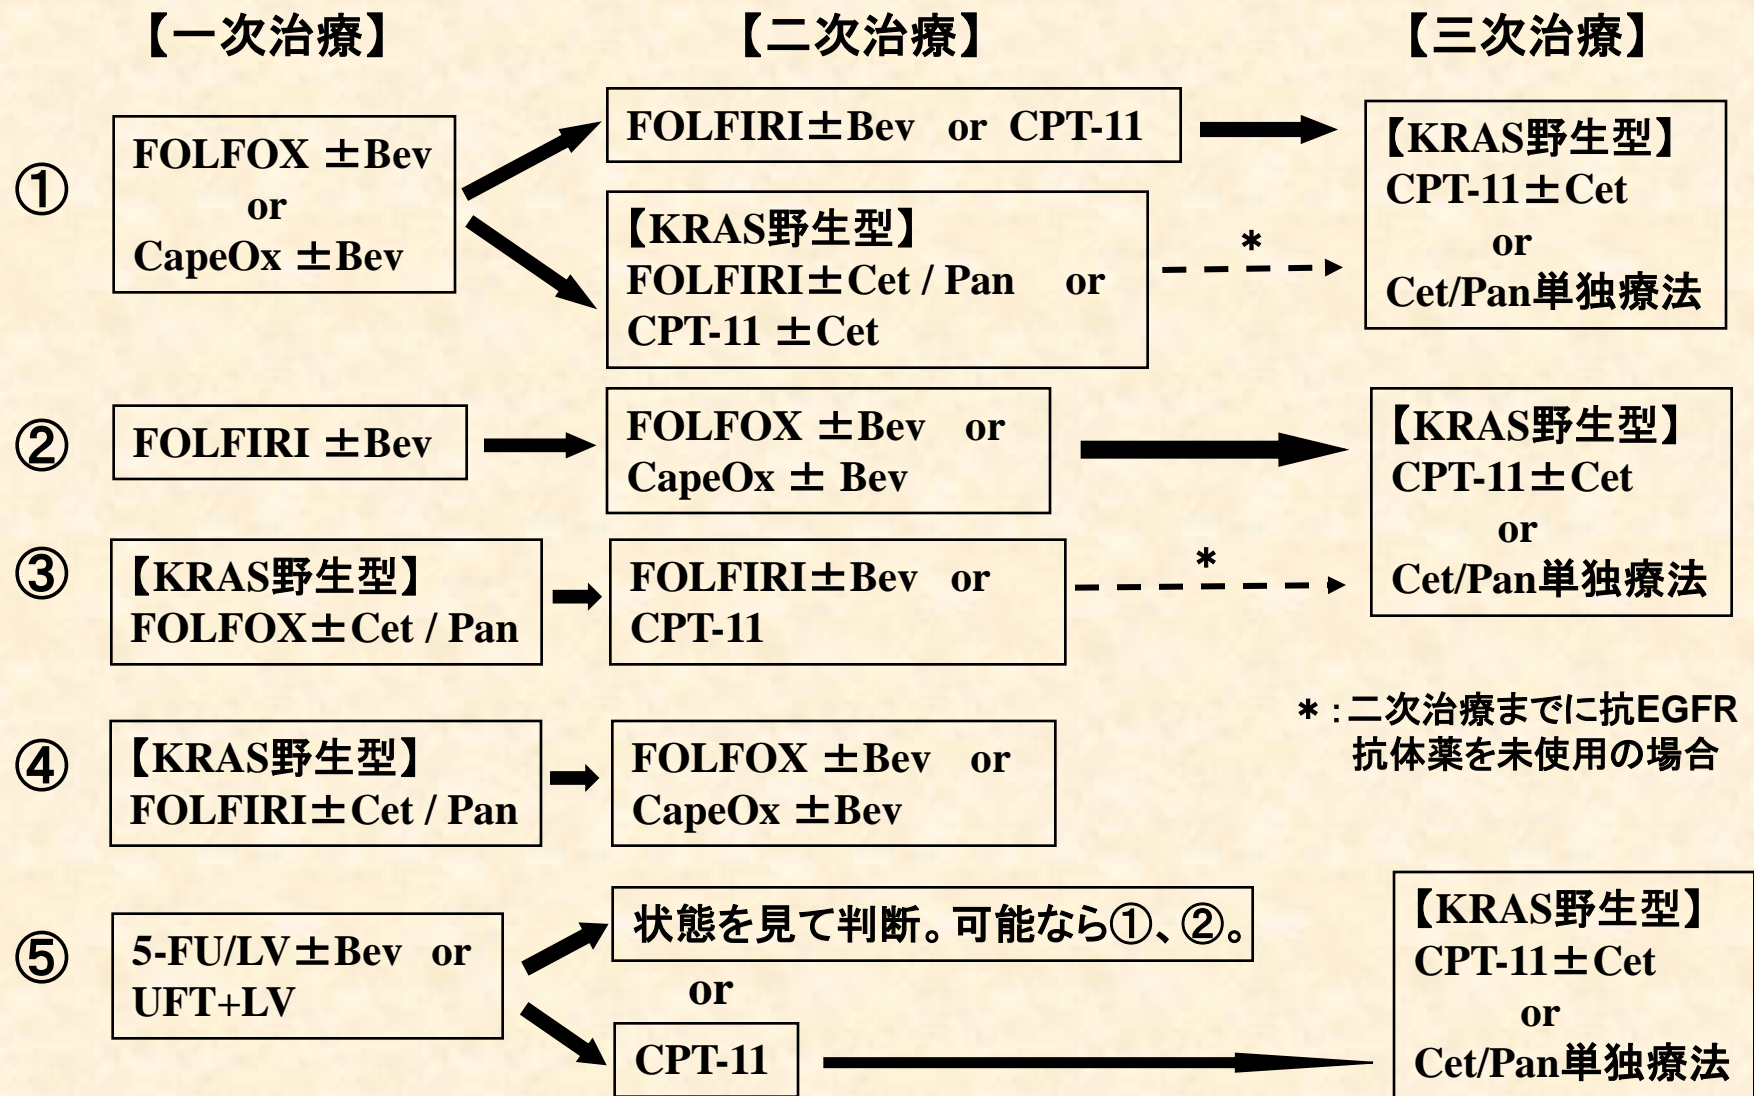 【一次治療】
【二次治療】
【三次治療】
①
FOLFOX ±Bev
or
CapeOx ±Bev
FOLFIRI±Bev or CPT-11
【KRAS野生型】
FOLFIRI±Cet / Pan or
CPT-11 ±Cet
*
【KRAS野生型】
CPT-11±Cet
or
Cet/Pan単独療法
②
FOLFIRI ±Bev
FOLFOX ±Bev or
CapeOx ± Bev
【KRAS野生型】
CPT-11±Cet
or
Cet/Pan単独療法
③
【KRAS野生型】
FOLFOX±Cet / Pan
FOLFIRI±Bev or
CPT-11
*
*：二次治療までに抗EGFR
抗体薬を未使用の場合
④
【KRAS野生型】
FOLFIRI±Cet / Pan
FOLFOX ±Bev or
CapeOx ±Bev
⑤
5-FU/LV±Bev or
UFT+LV
状態を見て判断。可能なら①、②。
or
CPT-11
【KRAS野生型】
CPT-11±Cet
or
Cet/Pan単独療法